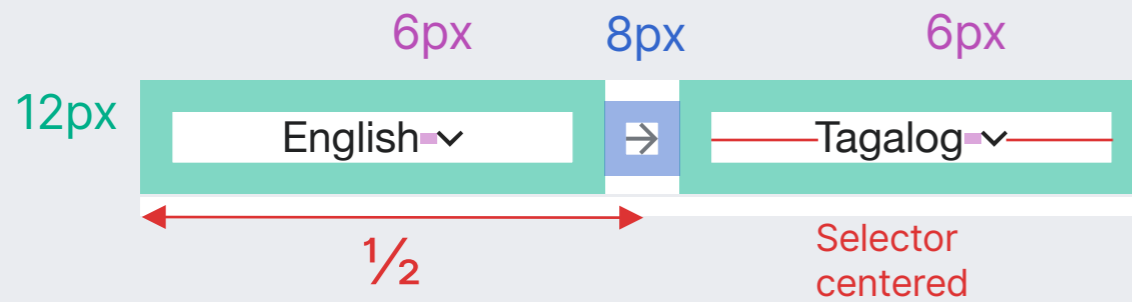 6px 8px 6px
12px
English Tagalog
½
Selector
centered